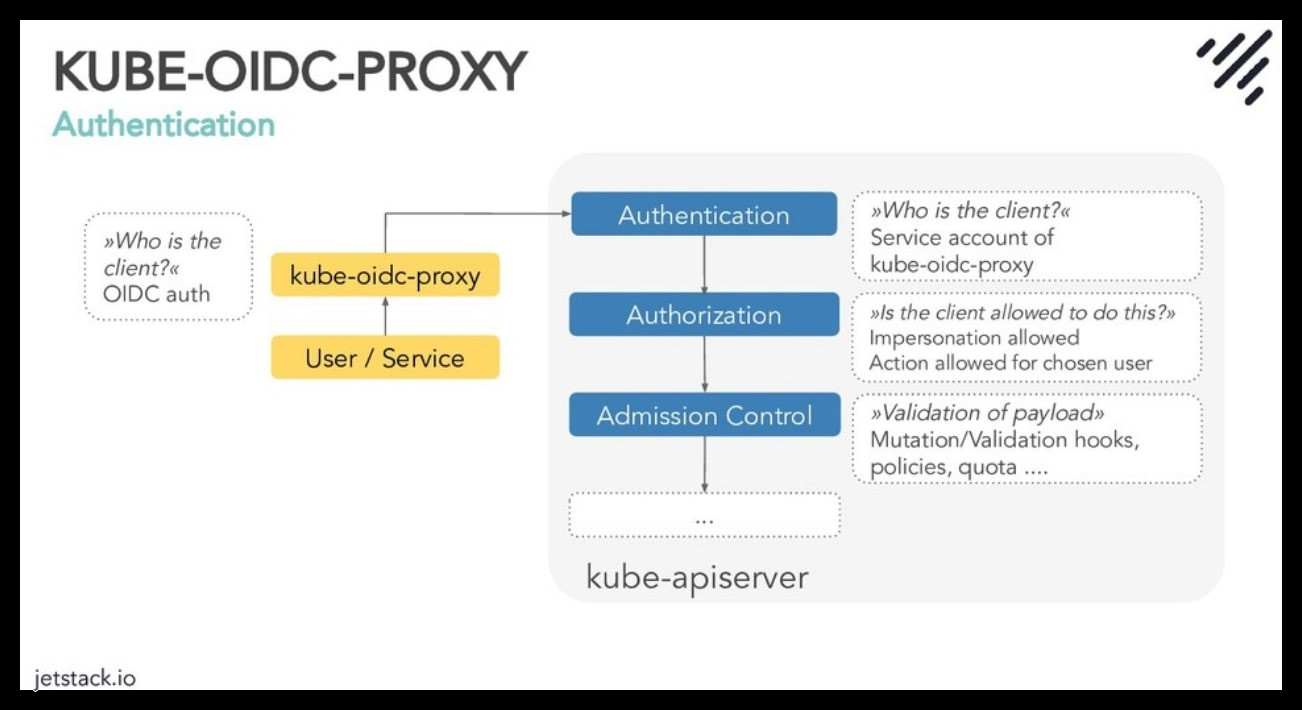 KUBE-OIDC-PROXY
Authentication
»Who is the
client?«
OIDC auth
kube-oidc-proxy
User / Service
Authentication
»Who is the client?«
Service account of
kube-oidc-proxy
Authorization
»Is the client allowed to do this?»
Impersonation allowed
Action allowed for chosen user
Admission Control
»Validation of payload»
Mutation/Validation hooks,
policies, quota ....
...
kube-apiserver
jetstack.io